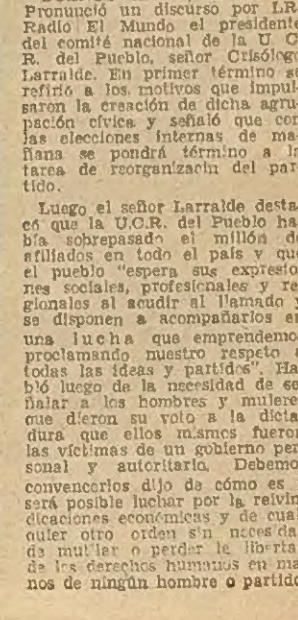 Pronunció un discurso por LR
Radio El Mundo el presidente
del comité nacional de la U C
R. del Pueblo, señor Crisólogo
Larralde. En primer término se
refirió a los motivos que impul
saron la creación de dicha agru
pación cívica y señaló que con
las elecciones internas de ma
ñana se pondrá término a la
tarea de reorganizacin del par
tido.
Luego el señor Larralde desta
có que la U.C.R. del Pueblo ha
bía sobrepasado el millón de
afiliados en todo el país y que
el pueblo "espera sus expresio
nes sociales, profesionales y re
gionales al acudir al llamado y
se disponen a acompañarlos en
una lucha que emprendemo
proclamando nuestro respeto a
todas las ideas y partidos". Ha
bló luego de la necesidad de se
ñalar a los hombres y mujere
que dieron su voto a la dicta
dura que ellos mismos fueron
las víctimas de un gobierno per
sonal y autoritario. Debemo
convencerlos dijo de cómo es
será posible luchar por la reivin
dicaciones económicas y de cual
quier otro orden sin necesda
de mutilar o perder le liberta
de los derechos humanos en ma
nos de ningún hombre o partido